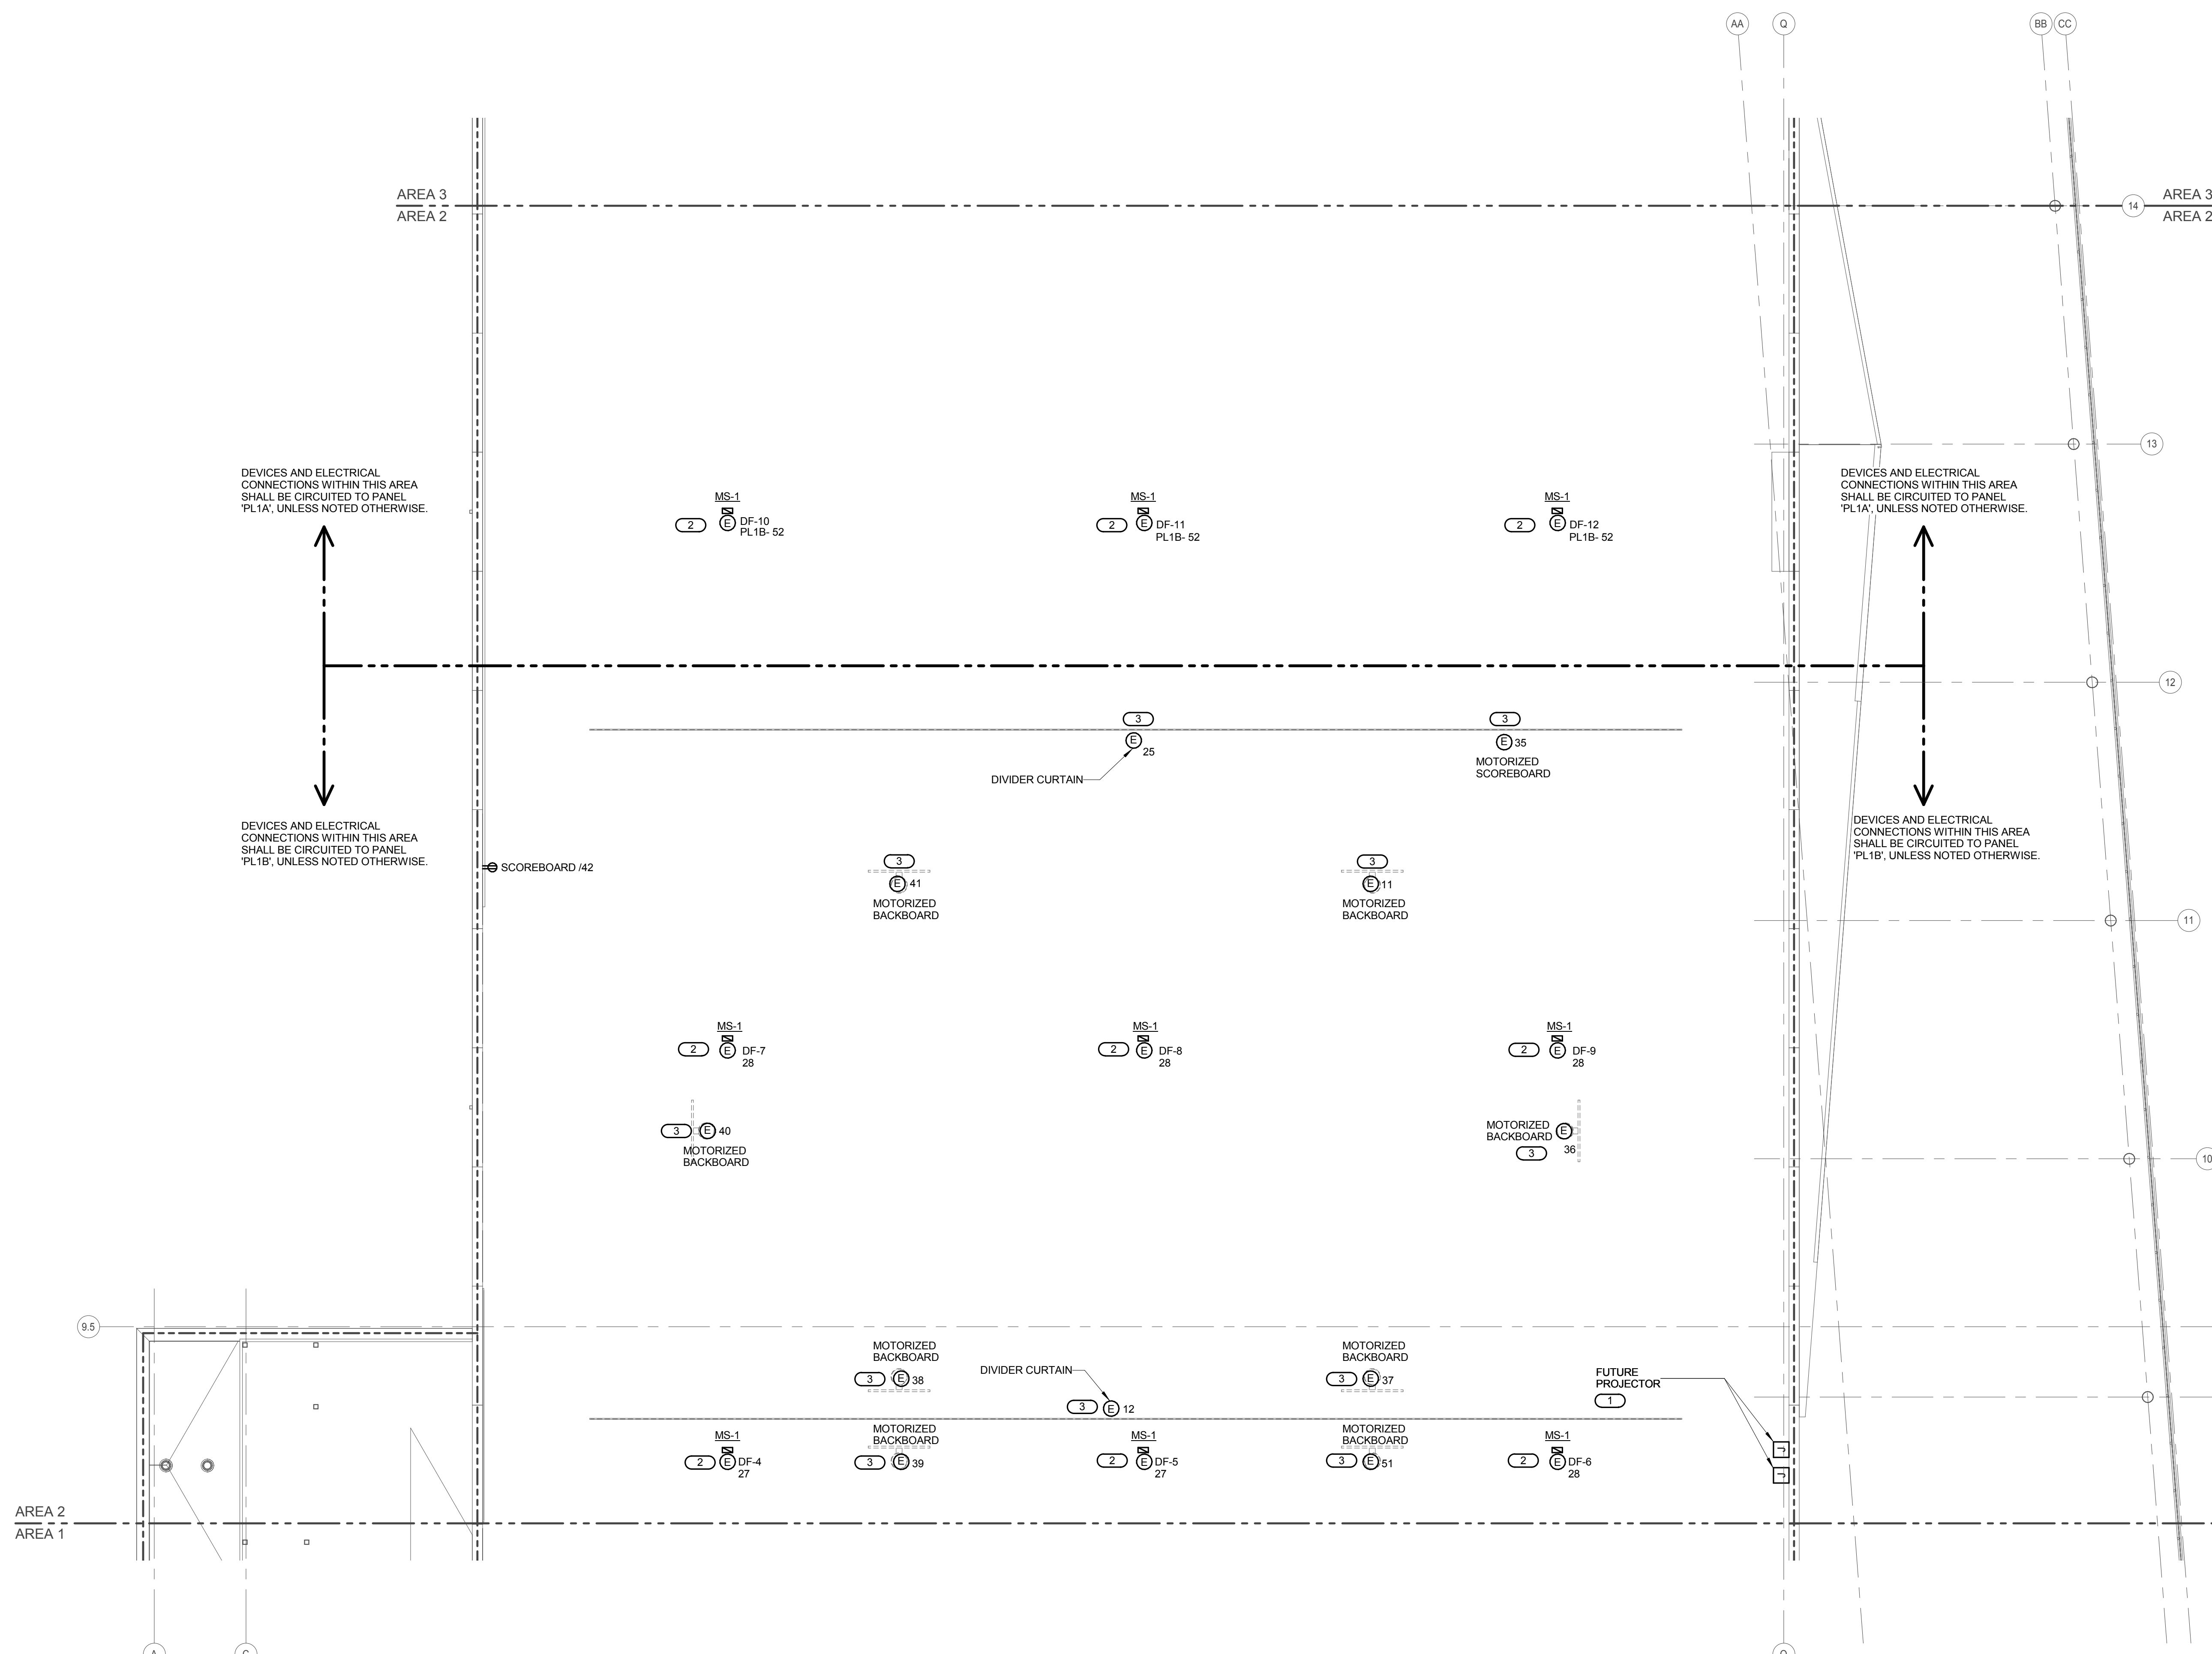 AA
Q
BB
CC
AREA 3
AREA 2
14
AREA 3
AREA 2
13
DEVICES AND ELECTRICAL
CONNECTIONS WITHIN THIS AREA
SHALL BE CIRCUITED TO PANEL
'PL1A', UNLESS NOTED OTHERWISE.
MS-1
2
E
DF-10
PL1B- 52
MS-1
2
E
DF-11
PL1B- 52
MS-1
2
E
DF-12
PL1B- 52
DEVICES AND ELECTRICAL
CONNECTIONS WITHIN THIS AREA
SHALL BE CIRCUITED TO PANEL
'PL1A', UNLESS NOTED OTHERWISE.
12
3
E
25
DIVIDER CURTAIN
3
E
35
MOTORIZED
SCOREBOARD
DEVICES AND ELECTRICAL
CONNECTIONS WITHIN THIS AREA
SHALL BE CIRCUITED TO PANEL
'PL1B', UNLESS NOTED OTHERWISE.
SCOREBOARD /42
3
E
41
MOTORIZED
BACKBOARD
3
E
11
MOTORIZED
BACKBOARD
DEVICES AND ELECTRICAL
CONNECTIONS WITHIN THIS AREA
SHALL BE CIRCUITED TO PANEL
'PL1B', UNLESS NOTED OTHERWISE.
11
MS-1
2
E
DF-7
28
MS-1
2
E
DF-8
28
MS-1
2
E
DF-9
28
3
E
40
MOTORIZED
BACKBOARD
MOTORIZED
BACKBOARD
E
3
36
10
9.5
MOTORIZED
BACKBOARD
3
E
38
DIVIDER CURTAIN
3
E
12
MOTORIZED
BACKBOARD
3
E
37
FUTURE
PROJECTOR
1
J
J
MS-1
2
E
DF-4
27
MOTORIZED
BACKBOARD
3
E
39
MS-1
2
E
DF-5
27
MOTORIZED
BACKBOARD
3
E
51
MS-1
2
E
DF-6
28
AREA 2
AREA 1